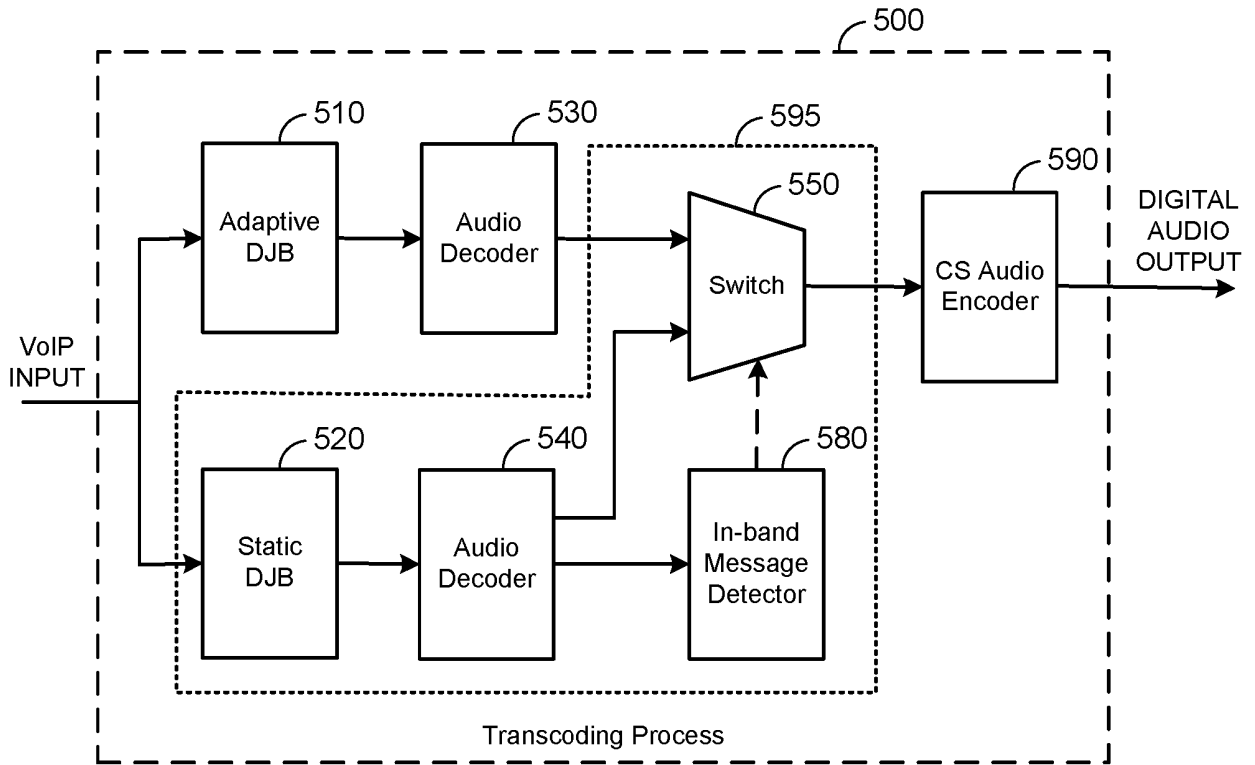 500
510
530
595
550
590
Adaptive
DJB
Audio
Decoder
Switch
CS Audio
Encoder
DIGITAL
AUDIO
OUTPUT
VoIP
INPUT
520
540
580
Static
DJB
Audio
Decoder
In-band
Message
Detector
Transcoding Process